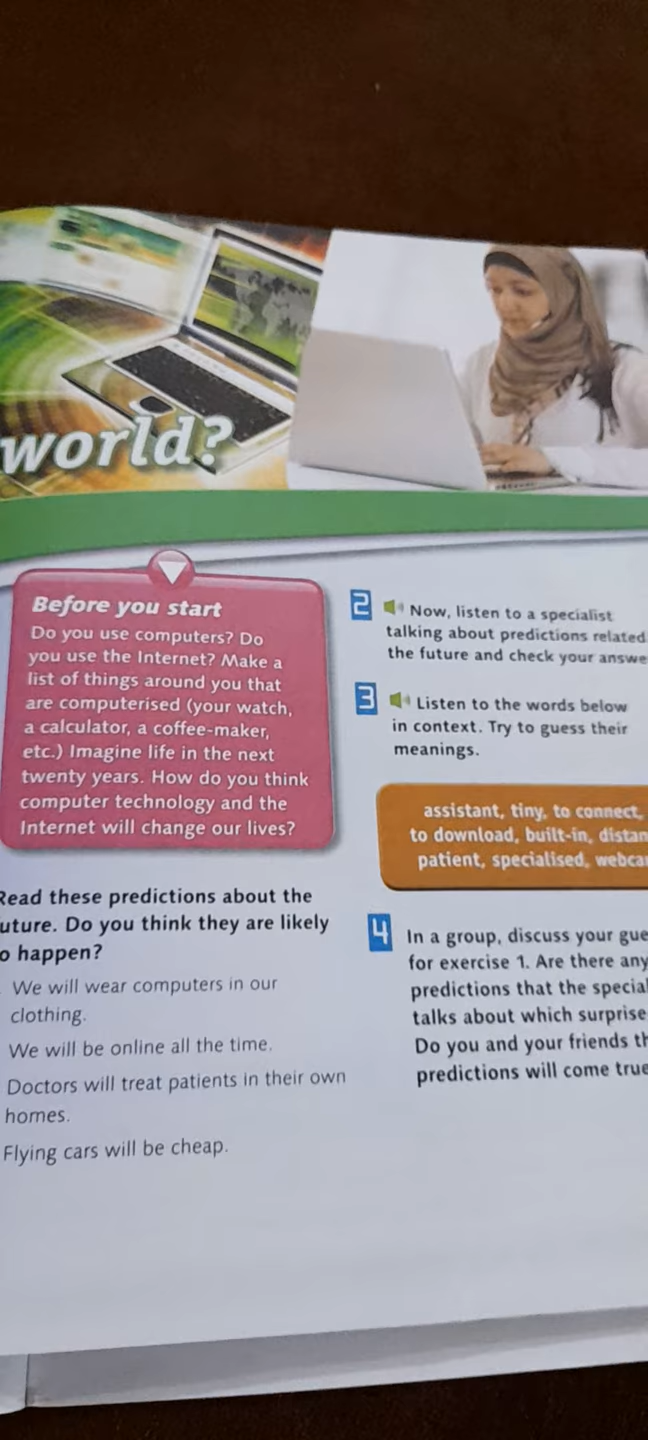 world?
Before you start
Do you use computers? Do
you use the Internet? Make a
list of things around you that
are computerised (your watch,
a calculator, a coffee-maker,
etc.) Imagine life in the next
twenty years. How do you think
computer technology and the
Internet will change our lives?
Read these predictions about the
uture. Do you think they are likely
o happen?
We will wear computers in our
clothing.
We will be online all the time.
Doctors will treat patients in their own
homes.
Flying cars will be cheap.
2 Now, listen to a specialist
talking about predictions related
the future and check your answe
3 Listen to the words below
in context. Try to guess their
meanings.
assistant, tiny, to connect,
to download, built-in, distan
patient, specialised, webca
4 In a group, discuss your gue
for exercise 1. Are there any
predictions that the special
talks about which surprise
Do you and your friends th
predictions will come true